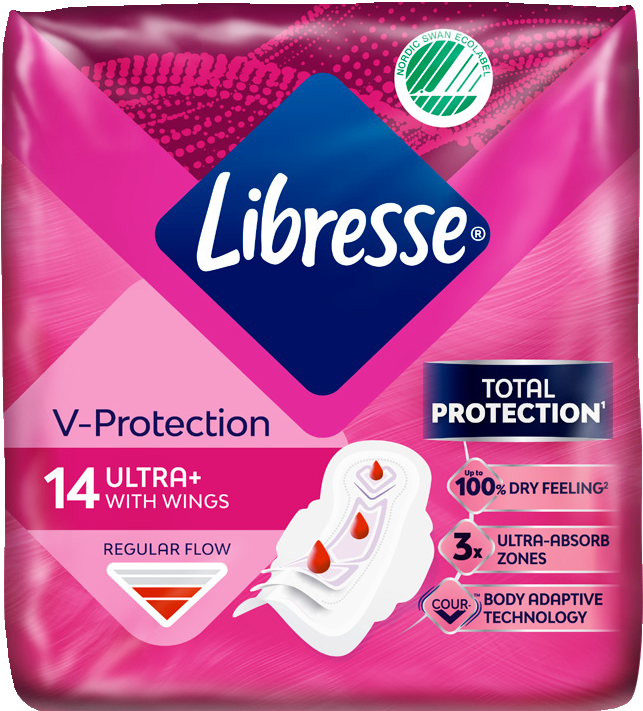 NORDIC SWAN ECOLABEL
Libresse®
V-Protection
14 ULTRA+
WITH WINGS
REGULAR FLOW
TOTAL
PROTECTION¹
Up to
100% DRY FEELING²
3x ULTRA-ABSORB
ZONES
COUR-V™ BODY ADAPTIVE
TECHNOLOGY